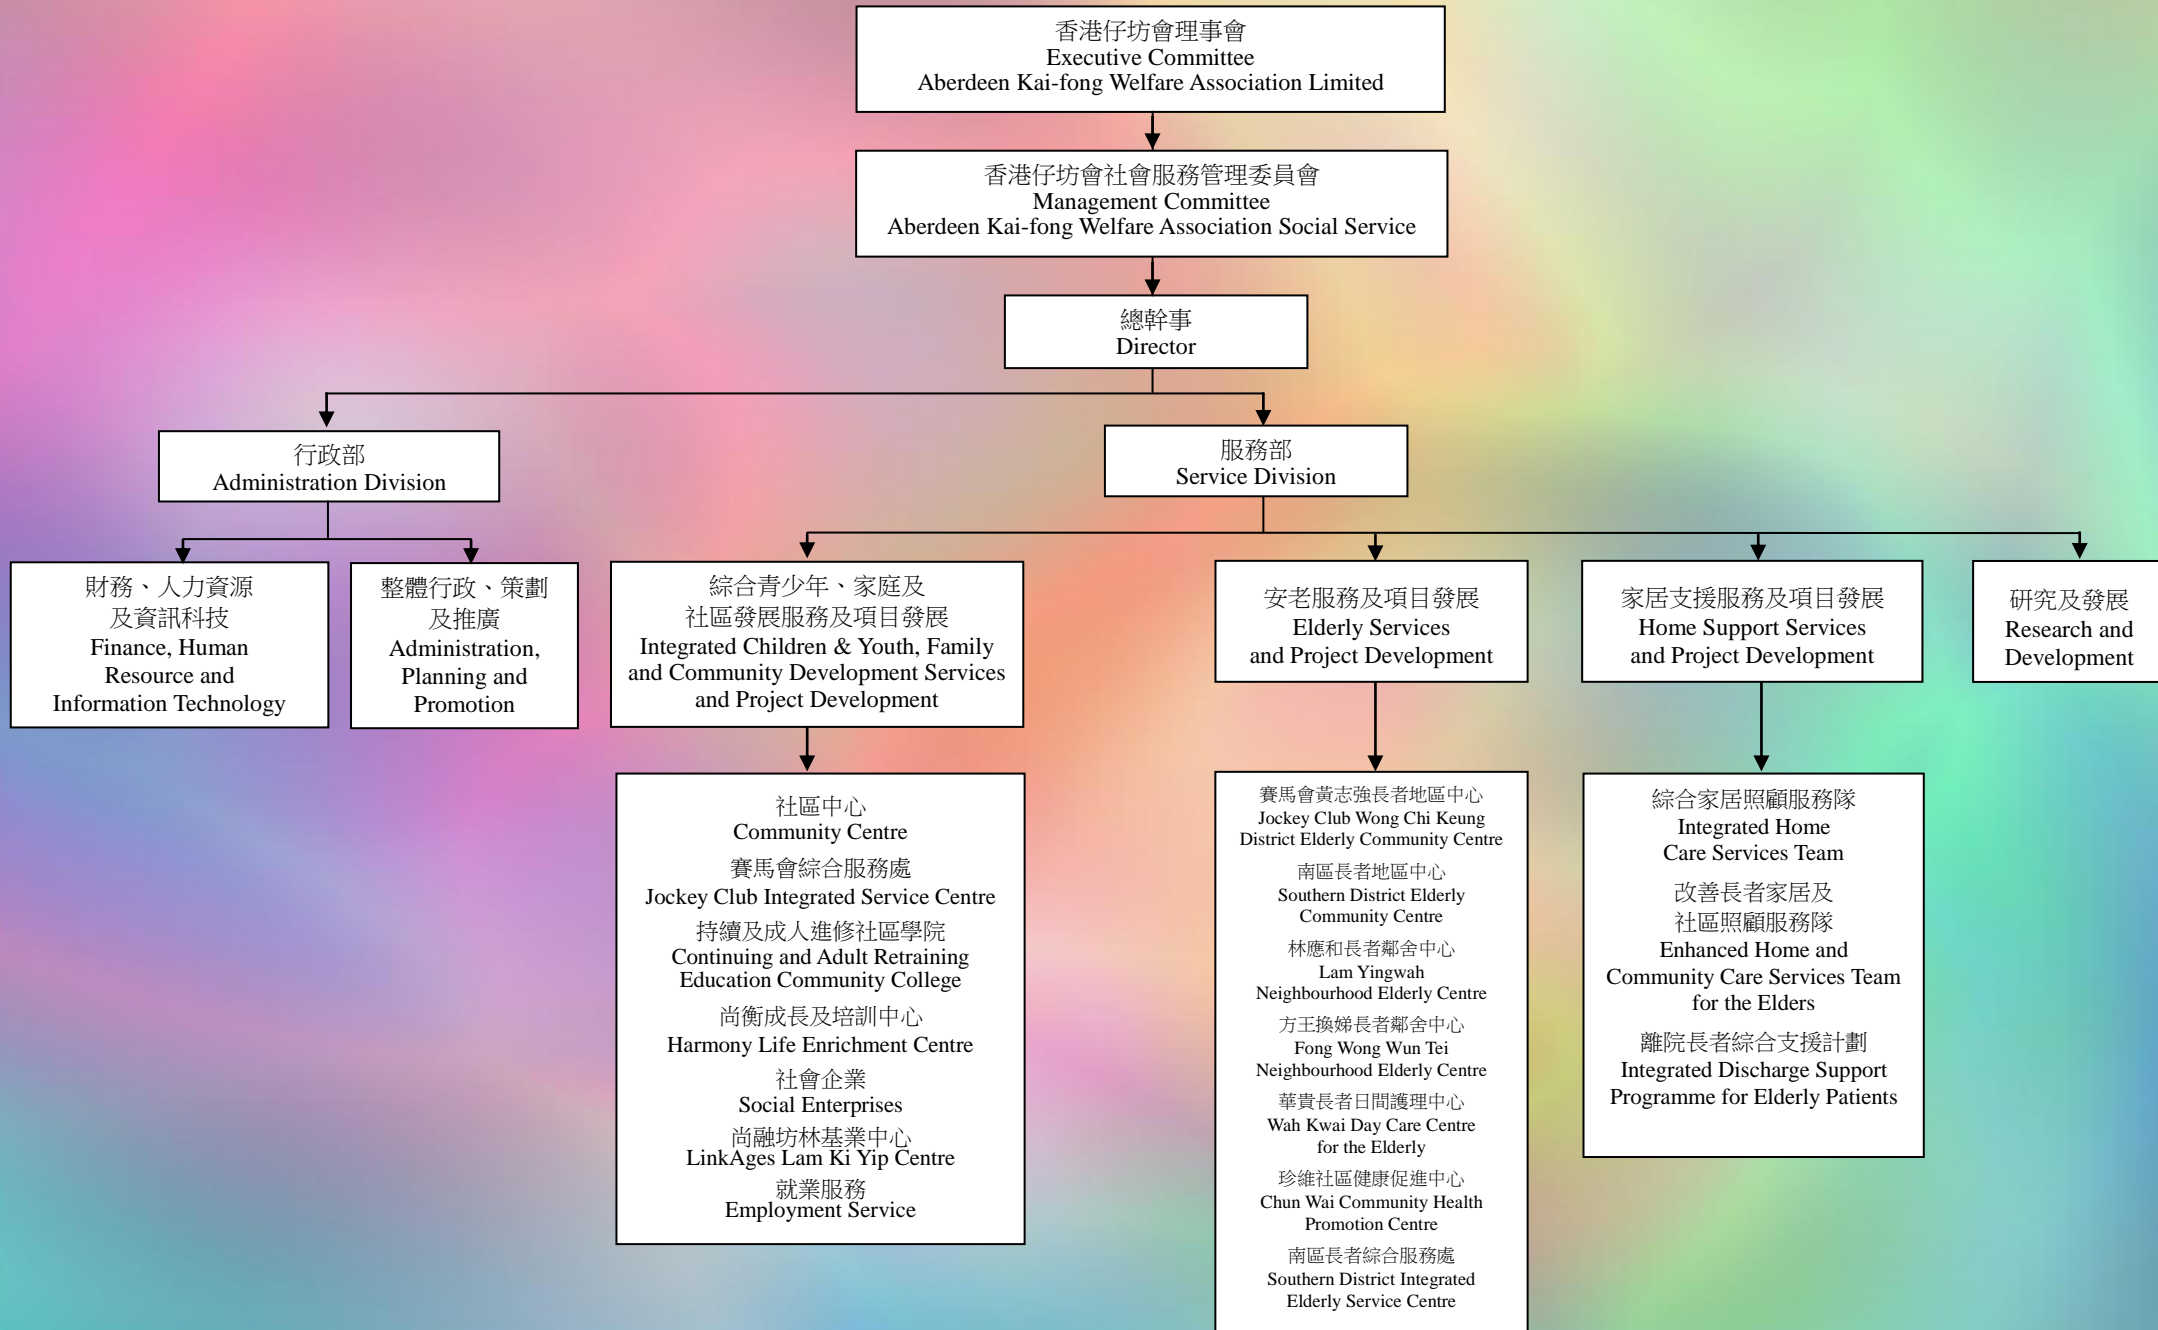 香港仔坊會理事會
Executive Committee
Aberdeen Kai-fong Welfare Association Limited
香港仔坊會社會服務管理委員會
Management Committee
Aberdeen Kai-fong Welfare Association Social Service
總幹事
Director
行政部
Administration Division
服務部
Service Division
財務、人力資源
及資訊科技
Finance, Human
Resource and
Information Technology
整體行政、策劃
及推廣
Administration,
Planning and
Promotion
綜合青少年、家庭及
社區發展服務及項目發展
Integrated Children & Youth, Family
and Community Development Services
and Project Development
安老服務及項目發展
Elderly Services
and Project Development
家居支援服務及項目發展
Home Support Services
and Project Development
研究及發展
Research and
Development
社區中心
Community Centre
賽馬會綜合服務處
Jockey Club Integrated Service Centre
持續及成人進修社區學院
Continuing and Adult Retraining
Education Community College
尚衡成長及培訓中心
Harmony Life Enrichment Centre
社會企業
Social Enterprises
尚融坊林基業中心
LinkAges Lam Ki Yip Centre
就業服務
Employment Service
賽馬會黃志強長者地區中心
Jockey Club Wong Chi Keung
District Elderly Community Centre
南區長者地區中心
Southern District Elderly
Community Centre
林應和長者鄰舍中心
Lam Yingwah
Neighbourhood Elderly Centre
方王換娣長者鄰舍中心
Fong Wong Wun Tei
Neighbourhood Elderly Centre
華貴長者日間護理中心
Wah Kwai Day Care Centre
for the Elderly
珍維社區健康促進中心
Chun Wai Community Health
Promotion Centre
南區長者綜合服務處
Southern District Integrated
Elderly Service Centre
綜合家居照顧服務隊
Integrated Home
Care Services Team
改善長者家居及
社區照顧服務隊
Enhanced Home and
Community Care Services Team
for the Elders
離院長者綜合支援計劃
Integrated Discharge Support
Programme for Elderly Patients